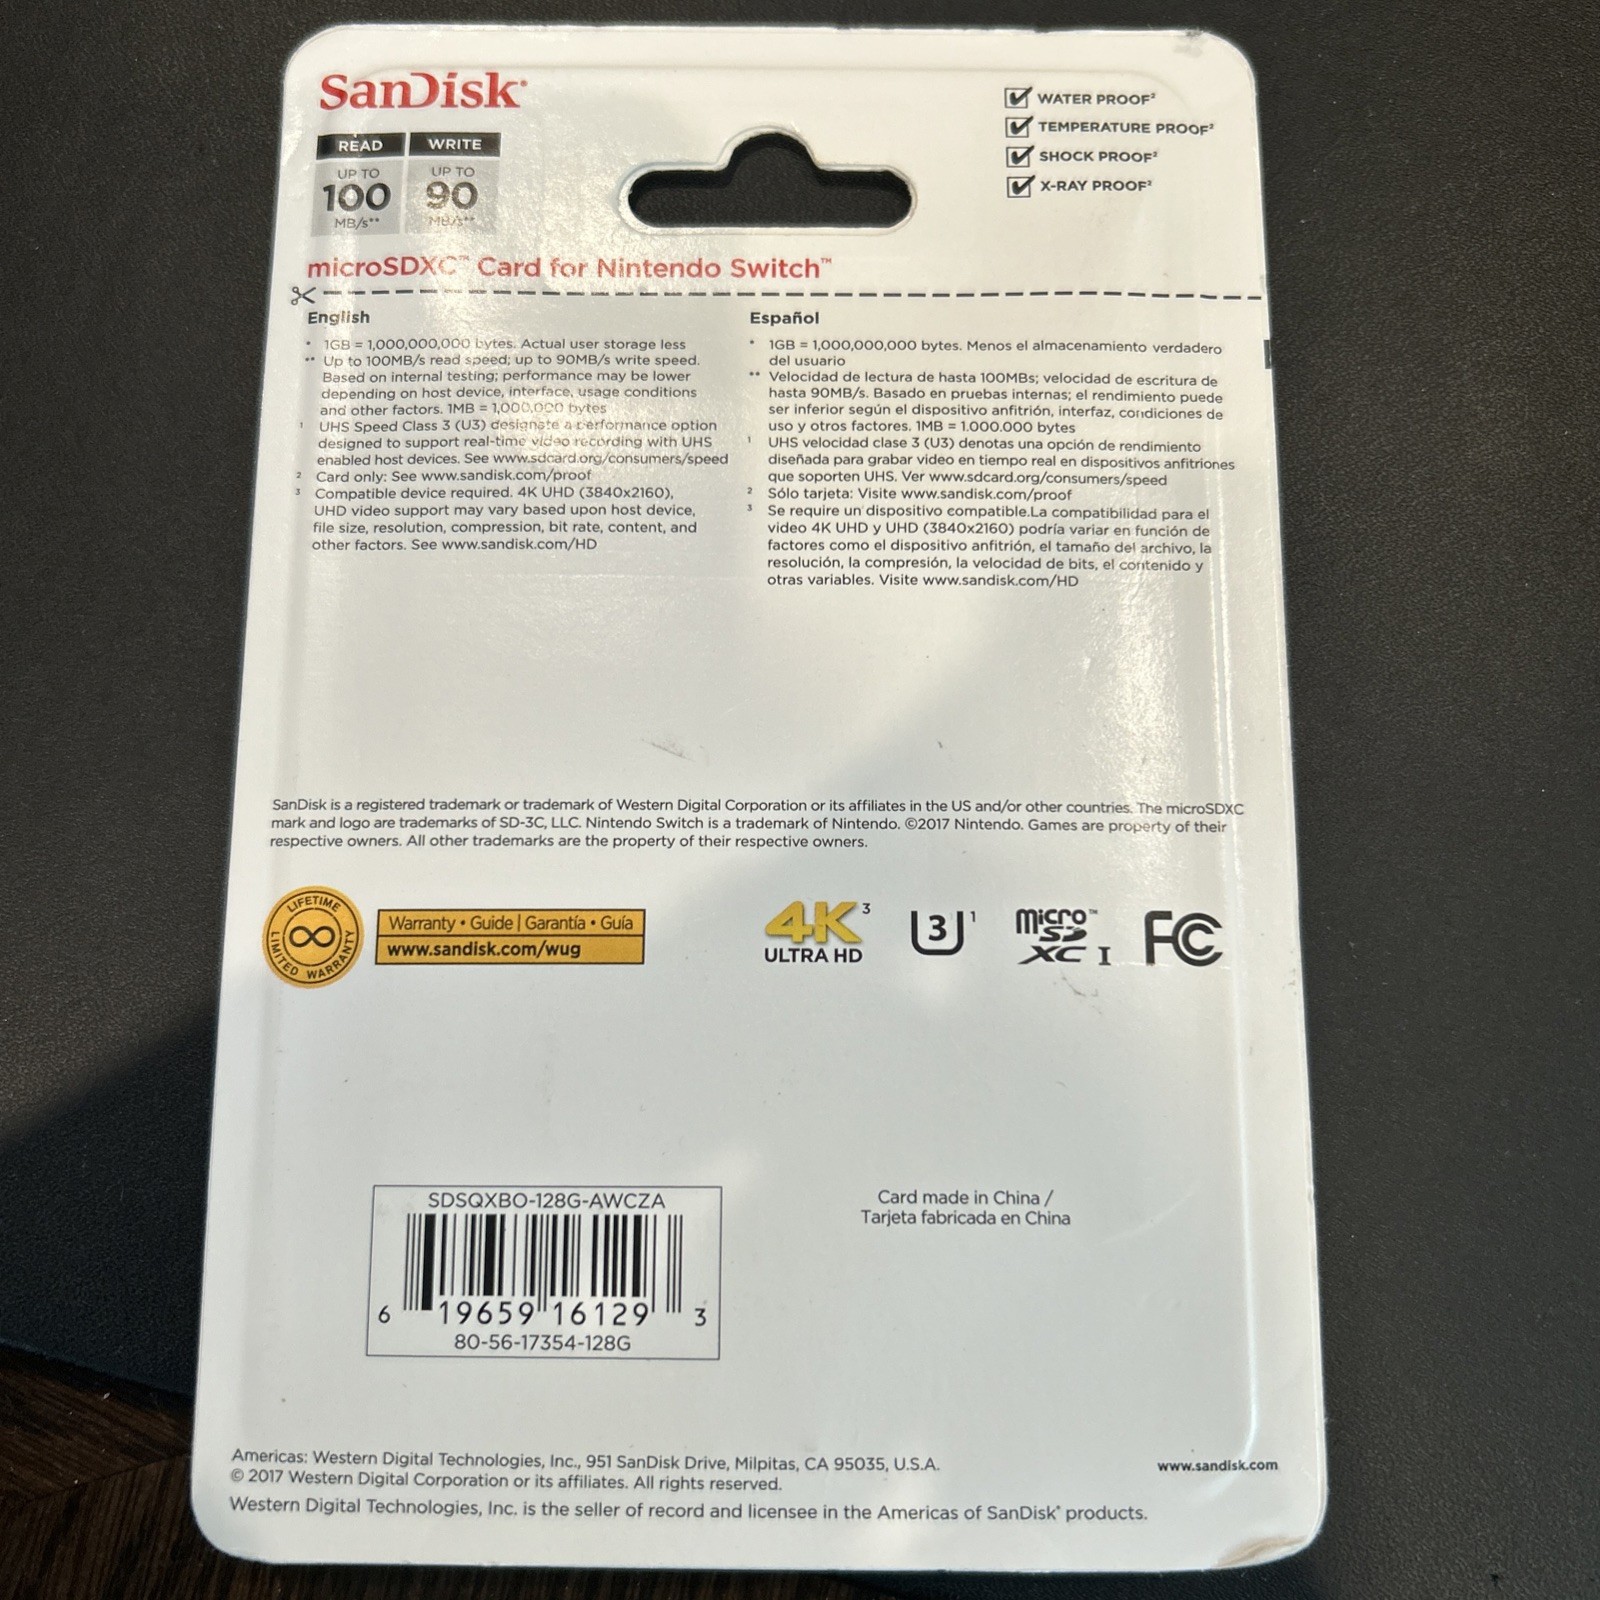 SanDisk®
READ WRITE
UP TO 100 MB/s** UP TO 90 MB/s**
☑ WATER PROOF²
☑ TEMPERATURE PROOF²
☑ SHOCK PROOF²
☑ X-RAY PROOF²
microSDXC™ Card for Nintendo Switch™
English
* 1GB = 1,000,000,000 bytes. Actual user storage less
** Up to 100MB/s read speed; up to 90MB/s write speed.
Based on internal testing; performance may be lower
depending on host device, interface, usage conditions
and other factors. 1MB = 1,000,000 bytes
¹ UHS Speed Class 3 (U3) designate a performance option
designed to support real-time video recording with UHS
enabled host devices. See www.sdcard.org/consumers/speed
² Card only: See www.sandisk.com/proof
³ Compatible device required. 4K UHD (3840x2160),
UHD video support may vary based upon host device,
file size, resolution, compression, bit rate, content, and
other factors. See www.sandisk.com/HD
Español
* 1GB = 1,000,000,000 bytes. Menos el almacenamiento verdadero
del usuario
** Velocidad de lectura de hasta 100MBs; velocidad de escritura de
hasta 90MB/s. Basado en pruebas internas; el rendimiento puede
ser inferior según el dispositivo anfitrión, interfaz, condiciones de
uso y otros factores. 1MB = 1.000.000 bytes
¹ UHS velocidad clase 3 (U3) denotas una opción de rendimiento
diseñada para grabar video en tiempo real en dispositivos anfitriones
que soporten UHS. Ver www.sdcard.org/consumers/speed
² Sólo tarjeta: Visite www.sandisk.com/proof
³ Se require un dispositivo compatible.La compatibilidad para el
video 4K UHD y UHD (3840x2160) podría variar en función de
factores como el dispositivo anfitrión, el tamaño del archivo, la
resolución, la compresión, la velocidad de bits, el contenido y
otras variables. Visite www.sandisk.com/HD
SanDisk is a registered trademark or trademark of Western Digital Corporation or its affiliates in the US and/or other countries. The microSDXC
mark and logo are trademarks of SD-3C, LLC. Nintendo Switch is a trademark of Nintendo. ©2017 Nintendo. Games are property of their
respective owners. All other trademarks are the property of their respective owners.
LIFETIME LIMITED WARRANTY
Warranty • Guide | Garantía • Guía
www.sandisk.com/wug
4K³
ULTRA HD
3¹
micro™
SD
XC I
FC
SDSQXBO-128G-AWCZA
6 19659 16129 3
80-56-17354-128G
Card made in China /
Tarjeta fabricada en China
Americas: Western Digital Technologies, Inc., 951 SanDisk Drive, Milpitas, CA 95035, U.S.A.
© 2017 Western Digital Corporation or its affiliates. All rights reserved.
Western Digital Technologies, Inc. is the seller of record and licensee in the Americas of SanDisk® products.
www.sandisk.com